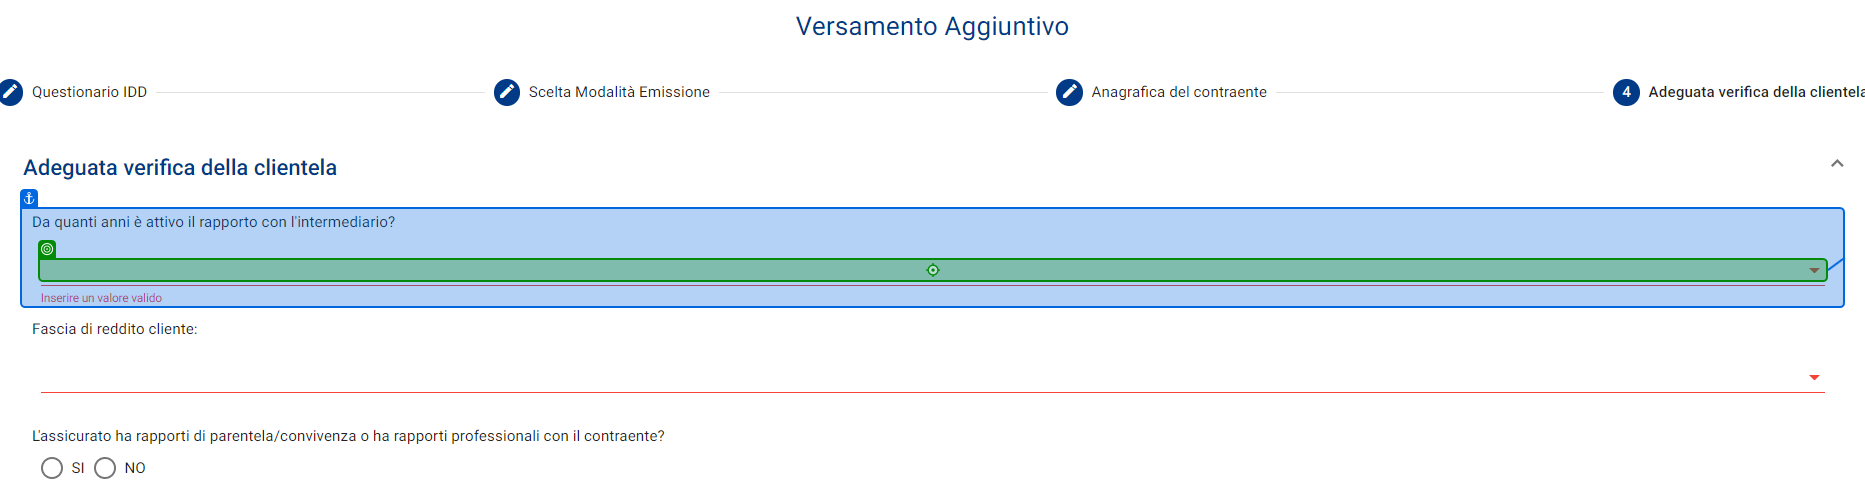 Versamento Aggiuntivo
Questionario IDD
Scelta Modalità Emissione
Anagrafica del contraente
4 Adeguata verifica della clientela
Adeguata verifica della clientela
Da quanti anni è attivo il rapporto con l'intermediario?
Inserire un valore valido
Fascia di reddito cliente:
L'assicurato ha rapporti di parentela/convivenza o ha rapporti professionali con il contraente?
SI NO